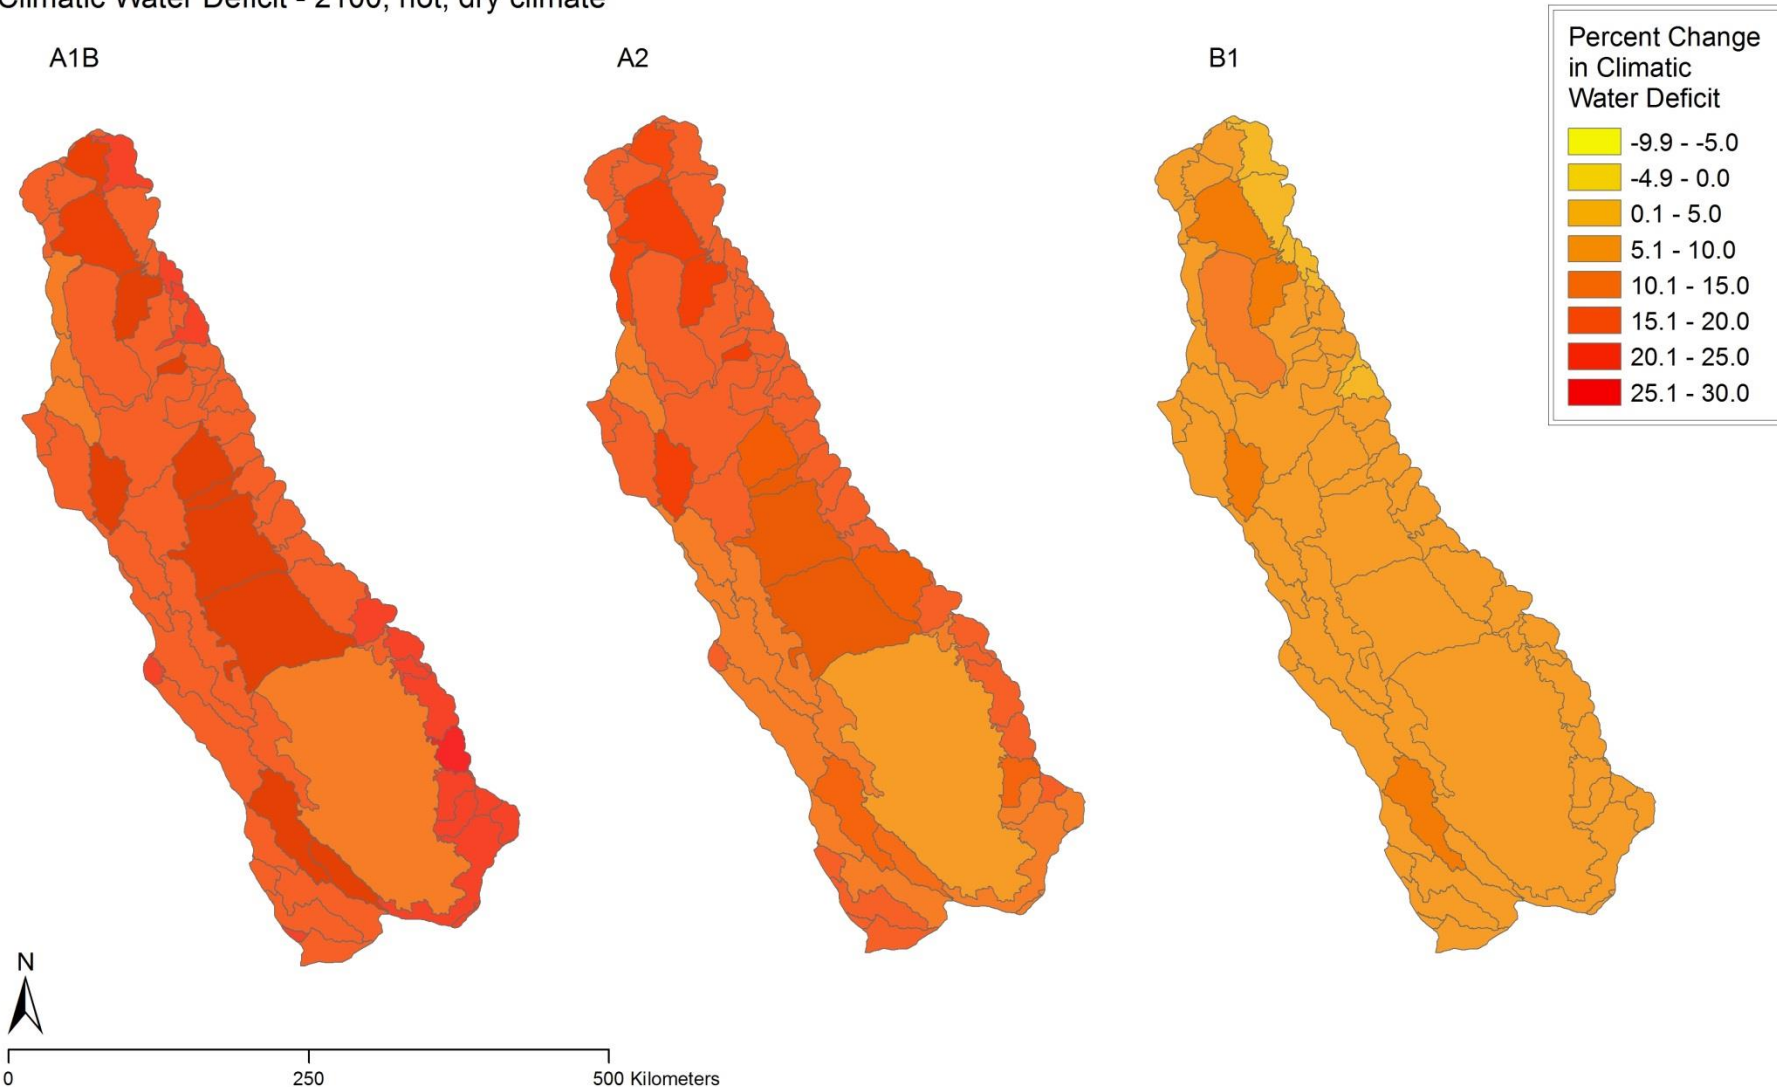 Climatic Water Deficit - 2100, hot, dry climate
A1B
A2
B1
Percent Change
in Climatic
Water Deficit
-9.9 - -5.0
-4.9 - 0.0
0.1 - 5.0
5.1 - 10.0
10.1 - 15.0
15.1 - 20.0
20.1 - 25.0
25.1 - 30.0
N
0
250
500 Kilometers